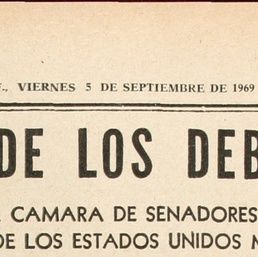 VIERNES 5 DE SEPTIEMBRE DE 1969
DE LOS DEB
CAMARA DE SENADORES
DE LOS ESTADOS UNIDOS M